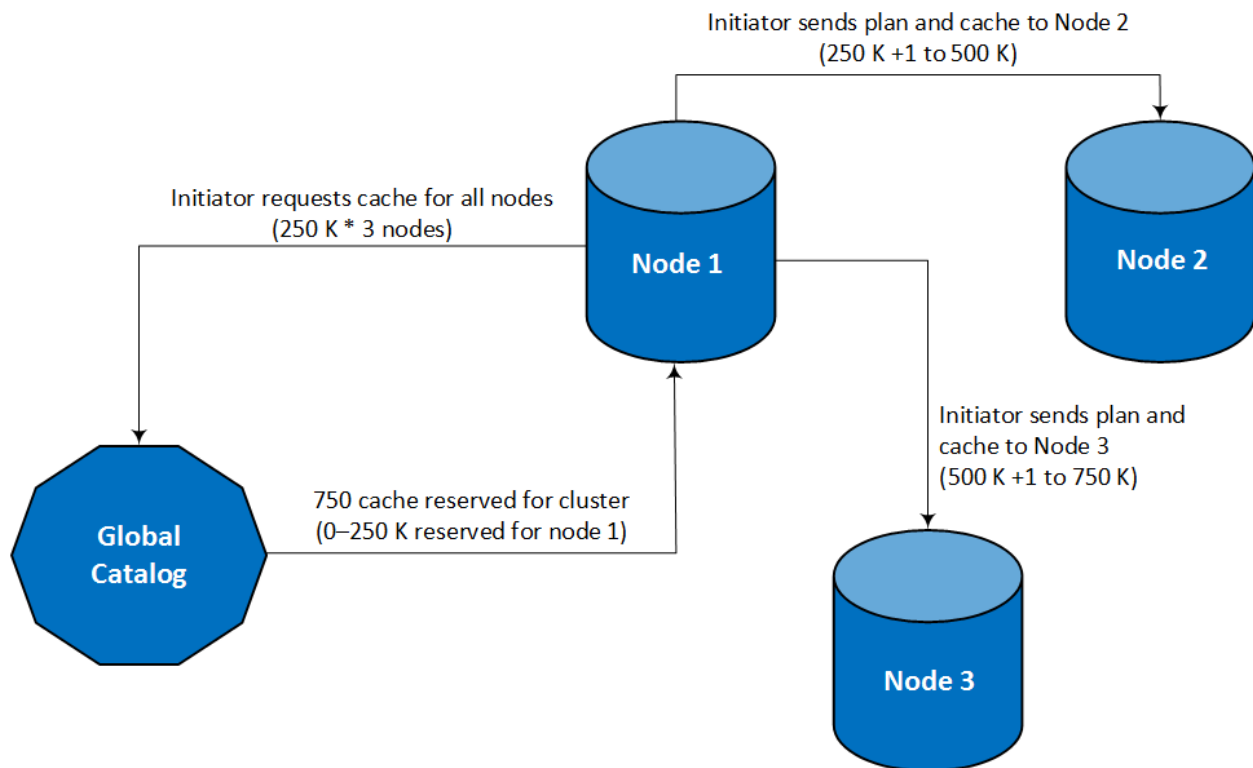 Initiator sends plan and cache to Node 2
(250 K +1 to 500 K)
Initiator requests cache for all nodes
(250 K * 3 nodes)
Node 1
Node 2
Initiator sends plan and
cache to Node 3
(500 K +1 to 750 K)
750 cache reserved for cluster
(0–250 K reserved for node 1)
Global
Catalog
Node 3